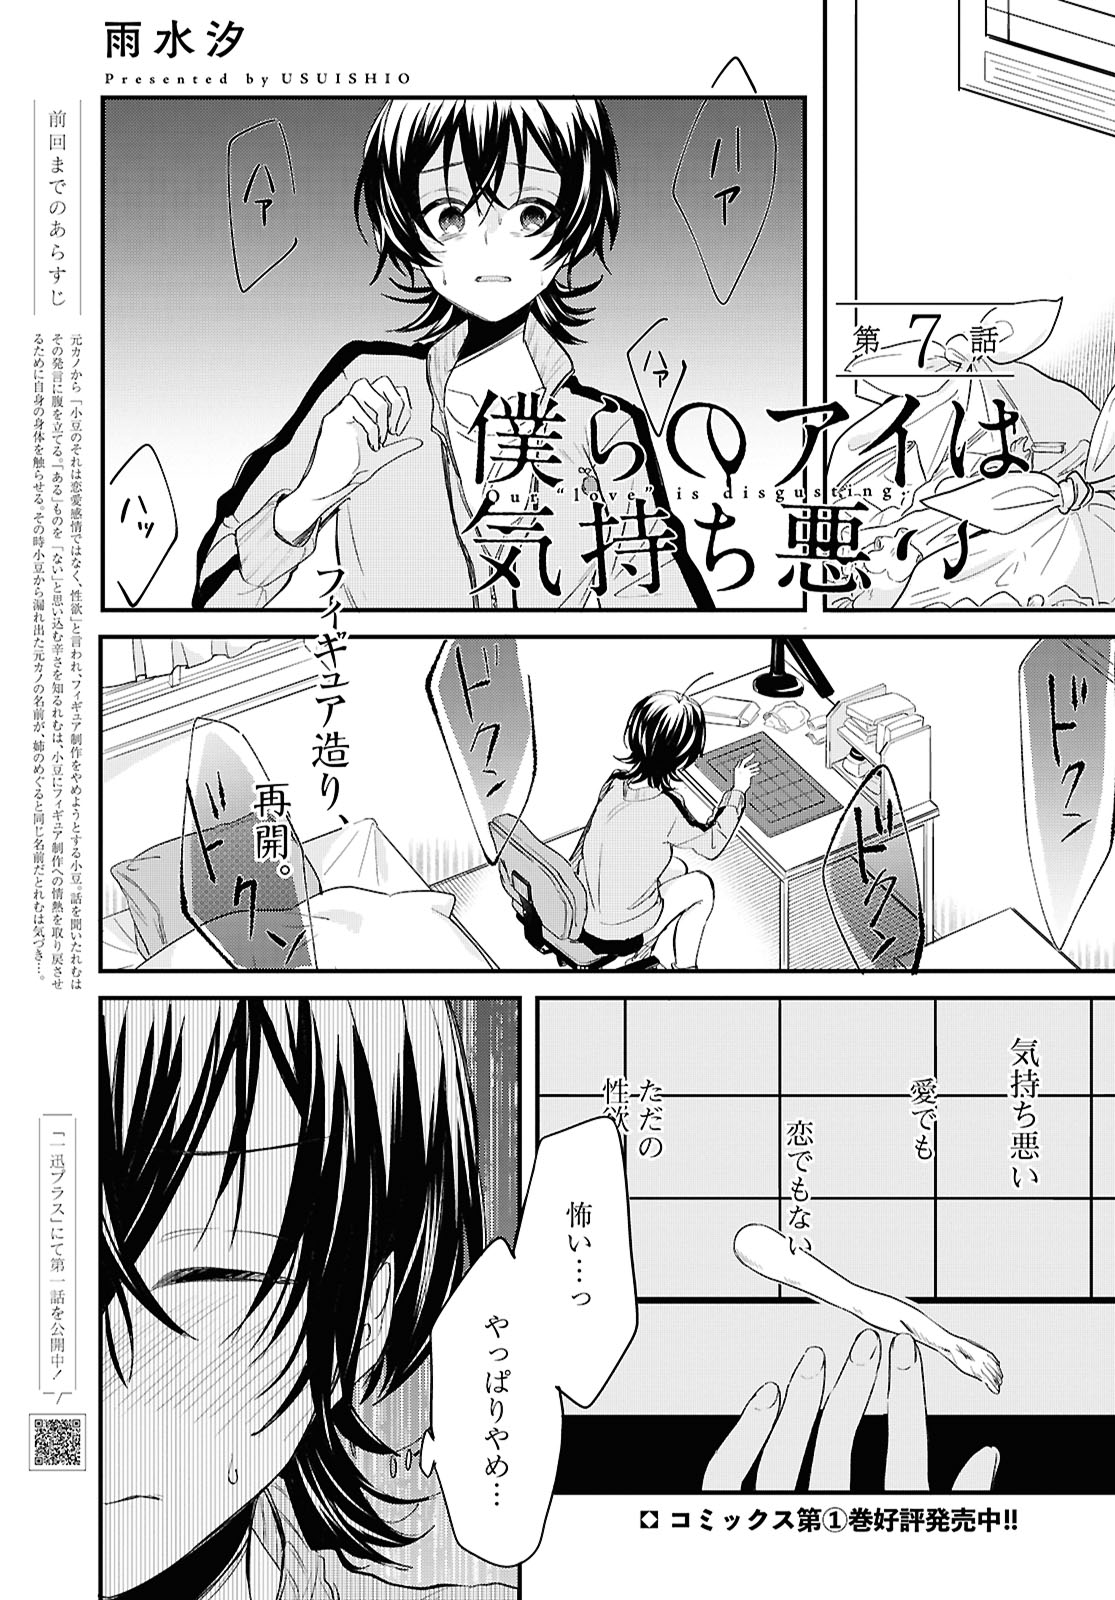 雨水汐
Presented by USUISHIO
第7話
僕らのアイは
気持ち悪い
Our "love" is disgusting.
ハァ
ハァ
ハァ
ハッ
フィギュア造り、
再開。
ドクン
ドクン
ドクン
ドクン
気持ち悪い
愛でも
恋でもない
ただの
性欲
怖い…っ
やっぱりやめ…
コミックス第①巻好評発売中!!
前回までのあらすじ
元カノから「小豆のそれは恋愛感情ではなく、性欲」と言われ、フィギュア制作をやめようとする小豆。話を聞いたれむは
その発言に腹を立てる。「ある」ものを「ない」と思い込む辛さを知るれむは、小豆にフィギュア制作への情熱を取り戻させ
るために自身の身体を触らせる。その時小豆から漏れ出た元カノの名前が、姉のめぐると同じ名前だとれむは気づき…。
「一迅プラス」にて第一話を公開中!